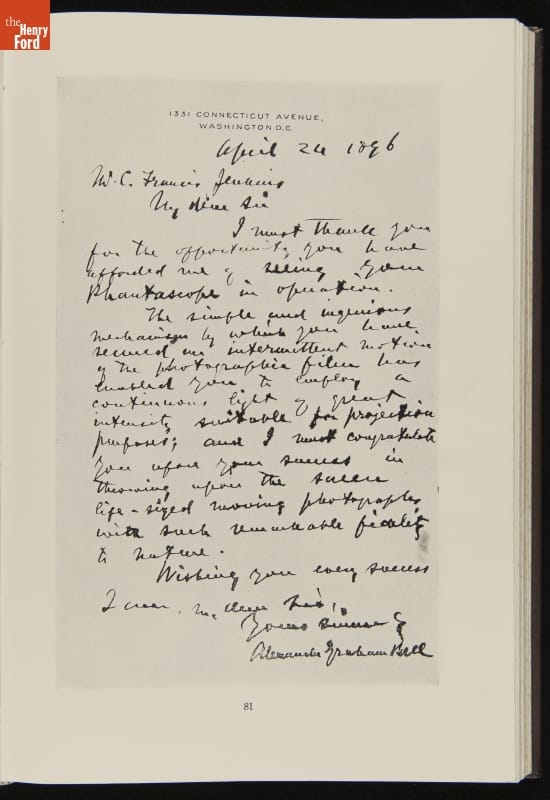 the
Henry
Ford
1331 CONNECTICUT AVENUE,
WASHINGTON D.C.
April 24 1896
Mr. C. Francis Jenkins
My dear Sir
I must thank you
for the opportunity you have
afforded me of seeing your
Phantascope in operation.
The simple and ingenious
mechanism by which you have
secured an intermittent motion
of the photographic film has
enabled you to employ a
continuous light of great
intensity suitable for projection
purposes; and I must congratulate
you upon your success in
throwing upon the screen
life-sized moving photographs
with such remarkable fidelity
to nature.
Wishing you every success
I am, my dear Sir,
Yours sincerely
Alexander Graham Bell
81